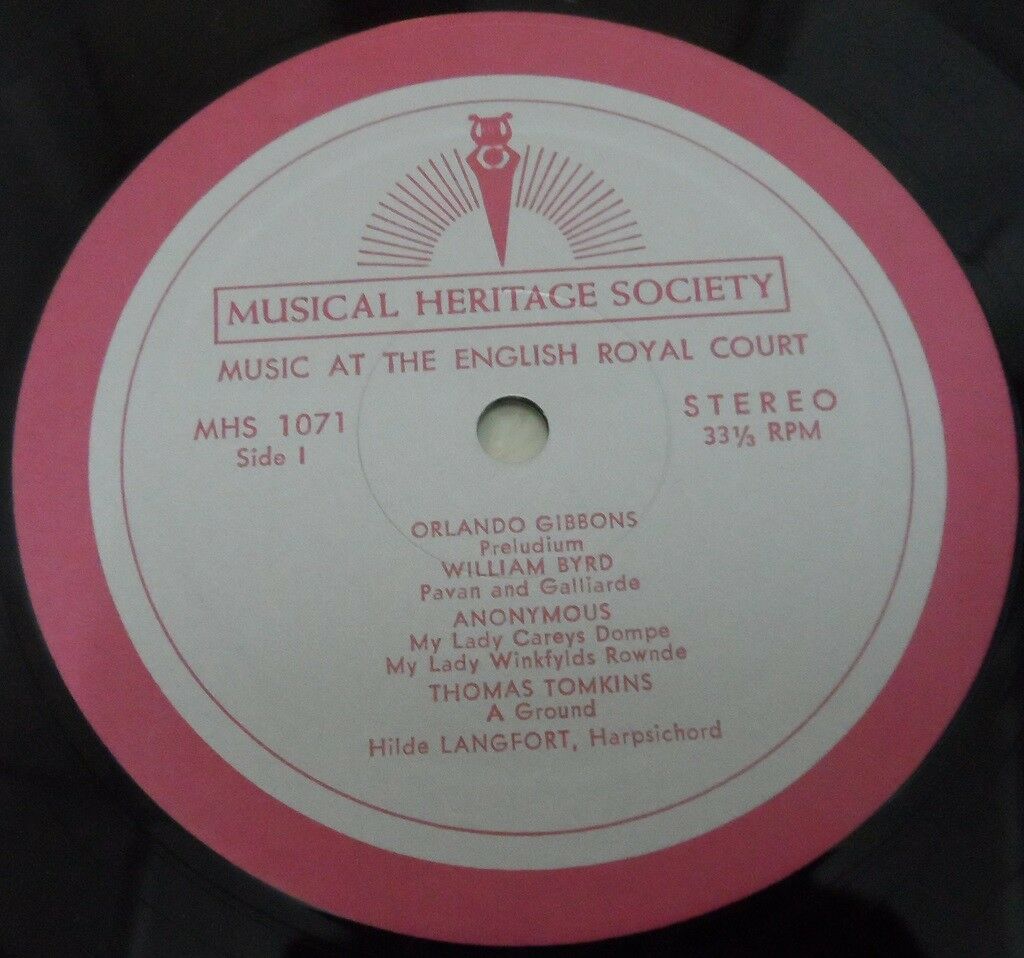 MUSICAL HERITAGE SOCIETY
MUSIC AT THE ENGLISH ROYAL COURT
MHS 1071
Side I
STEREO
33⅓ RPM
ORLANDO GIBBONS
Preludium
WILLIAM BYRD
Pavan and Galliarde
ANONYMOUS
My Lady Careys Dompe
My Lady Winkfylds Rownde
THOMAS TOMKINS
A Ground
Hilde LANGFORT, Harpsichord